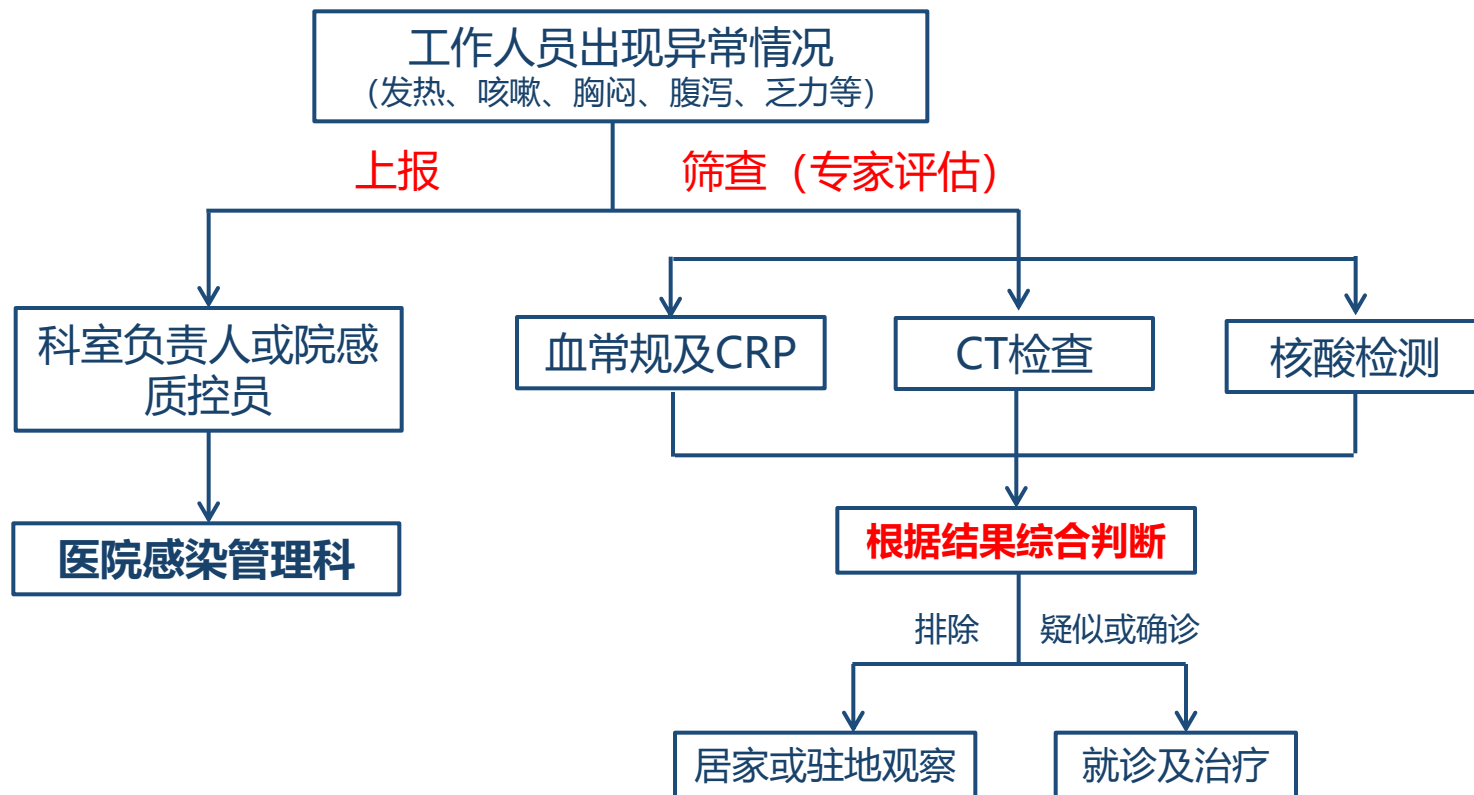 工作人员出现异常情况
（发热、咳嗽、胸闷、腹泻、乏力等）
上报
筛查（专家评估）
科室负责人或院感
质控员
血常规及CRP
CT检查
核酸检测
医院感染管理科
根据结果综合判断
排除
疑似或确诊
居家或驻地观察
就诊及治疗